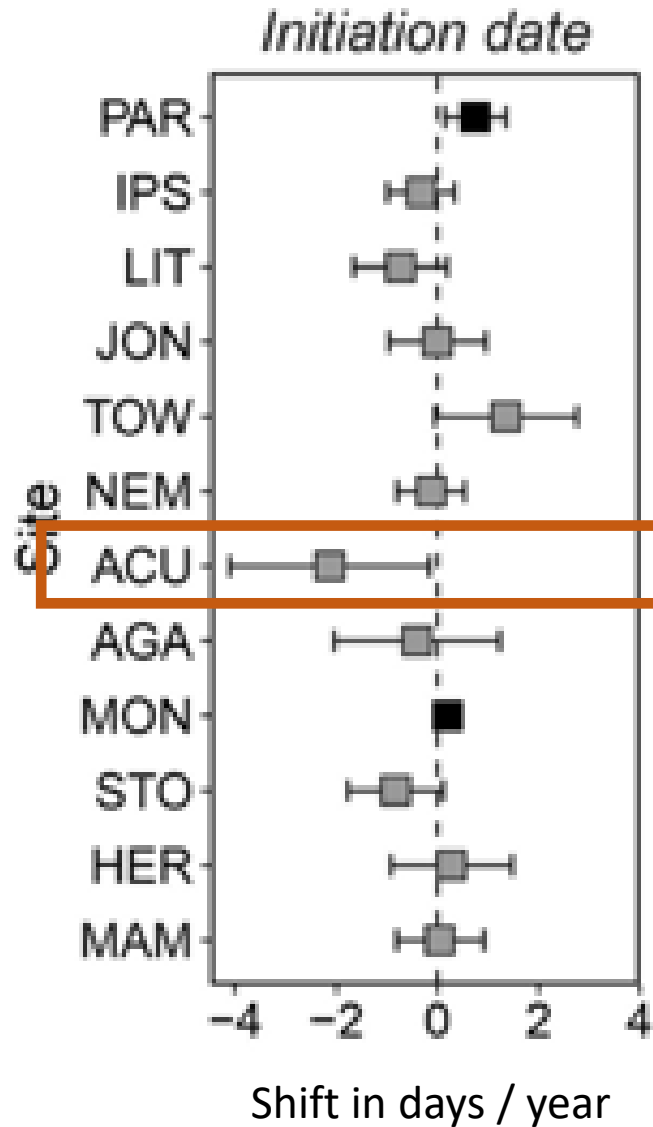 Initiation date
PAR
IPS
LIT
JON
TOW
NEM
Site
ACU
AGA
MON
STO
HER
MAM
−4 −2 0 2 4
Shift in days / year